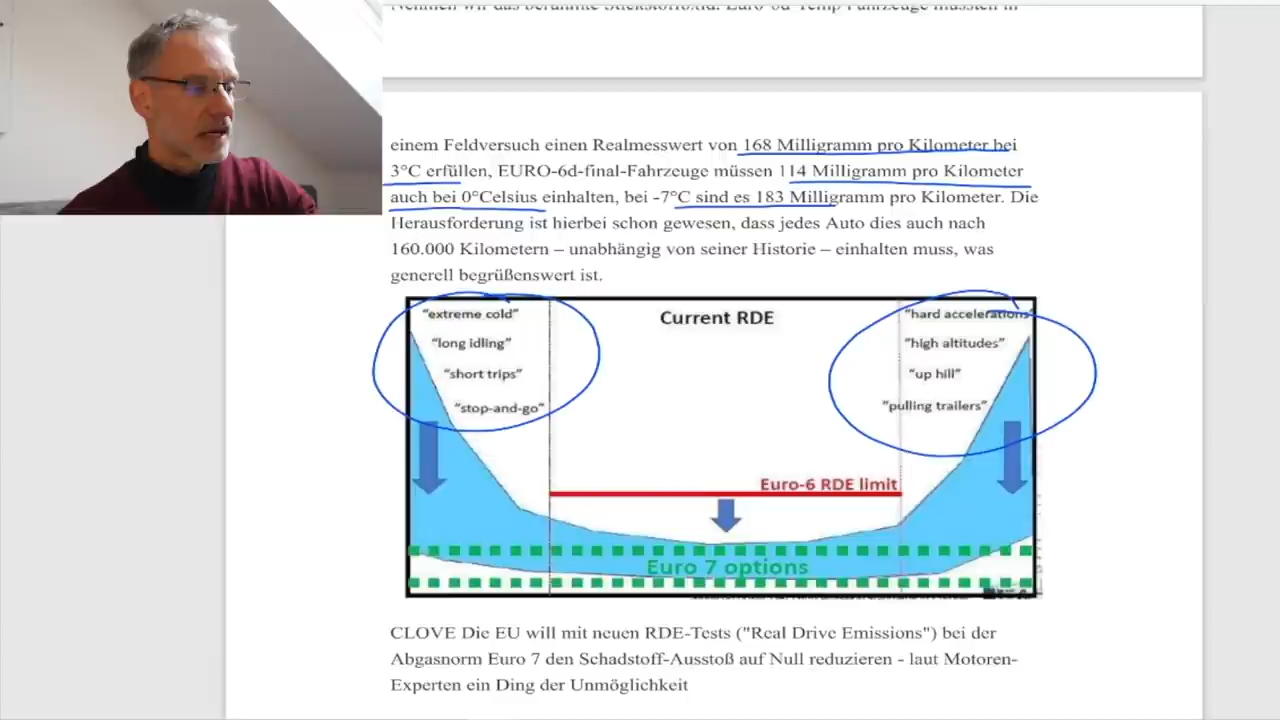 einem Feldversuch einen Realmesswert von 168 Milligramm pro Kilometer bei
3°C erfüllen, EURO-6d-final-Fahrzeuge müssen 114 Milligramm pro Kilometer
auch bei 0°Celsius einhalten, bei -7°C sind es 183 Milligramm pro Kilometer. Die
Herausforderung ist hierbei schon gewesen, dass jedes Auto dies auch nach
160.000 Kilometern – unabhängig von seiner Historie – einhalten muss, was
generell begrüßenswert ist.
"extreme cold"
"long idling"
"short trips"
"stop-and-go"
Current RDE
"hard accelerations"
"high altitudes"
"up hill"
"pulling trailers"
Euro-6 RDE limit
Euro 7 options
CLOVE Die EU will mit neuen RDE-Tests ("Real Drive Emissions") bei der
Abgasnorm Euro 7 den Schadstoff-Ausstoß auf Null reduzieren - laut Motoren-
Experten ein Ding der Unmöglichkeit